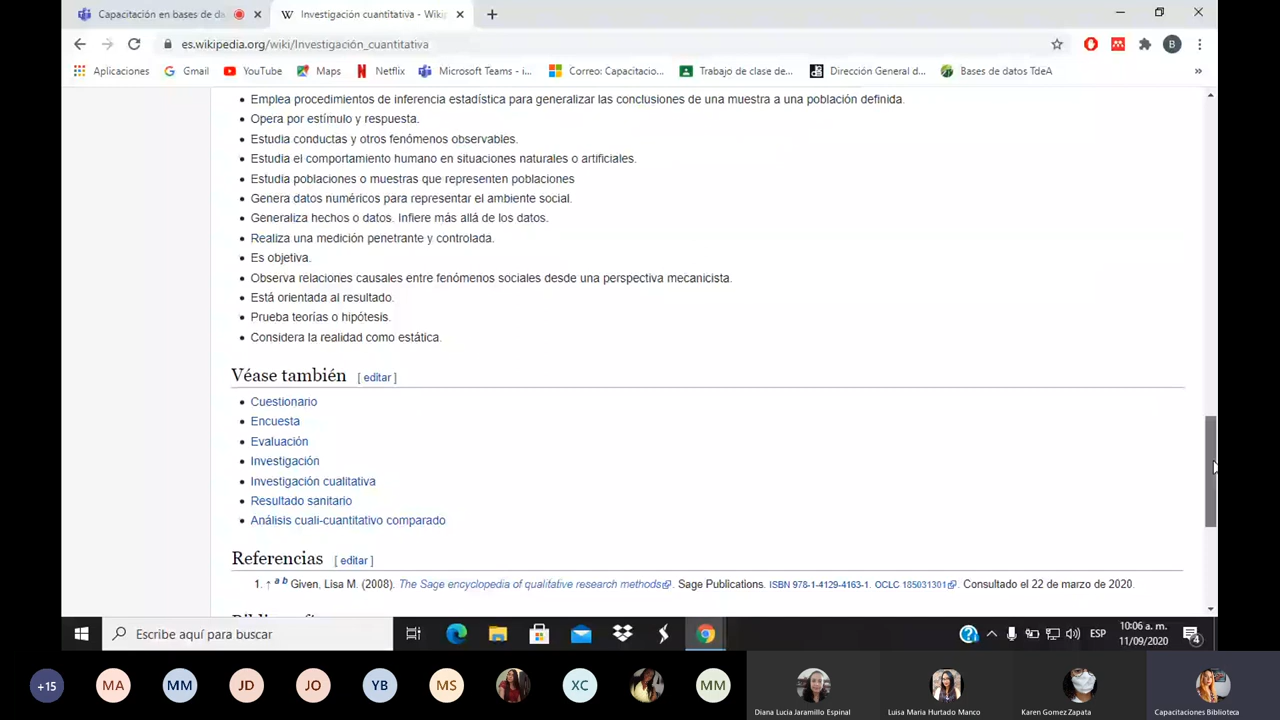 Capacitación en bases de da
Investigación cuantitativa - Wikip
es.wikipedia.org/wiki/Investigación_cuantitativa
B
Aplicaciones Gmail YouTube Maps Netflix Microsoft Teams - i... Correo: Capacitacio... Trabajo de clase de... Dirección General d... Bases de datos TdeA »
• Emplea procedimientos de inferencia estadística para generalizar las conclusiones de una muestra a una población definida.
• Opera por estímulo y respuesta.
• Estudia conductas y otros fenómenos observables.
• Estudia el comportamiento humano en situaciones naturales o artificiales.
• Estudia poblaciones o muestras que representen poblaciones
• Genera datos numéricos para representar el ambiente social.
• Generaliza hechos o datos. Infiere más allá de los datos.
• Realiza una medición penetrante y controlada.
• Es objetiva.
• Observa relaciones causales entre fenómenos sociales desde una perspectiva mecanicista.
• Está orientada al resultado.
• Prueba teorías o hipótesis.
• Considera la realidad como estática.
Véase también [ editar ]
• Cuestionario
• Encuesta
• Evaluación
• Investigación
• Investigación cualitativa
• Resultado sanitario
• Análisis cuali-cuantitativo comparado
Referencias [ editar ]
1. ↑ a b Given, Lisa M. (2008). The Sage encyclopedia of qualitative research methods. Sage Publications. ISBN 978-1-4129-4163-1. OCLC 185031301. Consultado el 22 de marzo de 2020.
Escribe aquí para buscar
ESP
10:06 a. m.
11/09/2020
4
+15 MA MM JD JO YB MS XC MM
Diana Lucia Jaramillo Espinal Luisa Maria Hurtado Manco Karen Gomez Zapata Capacitaciones Biblioteca